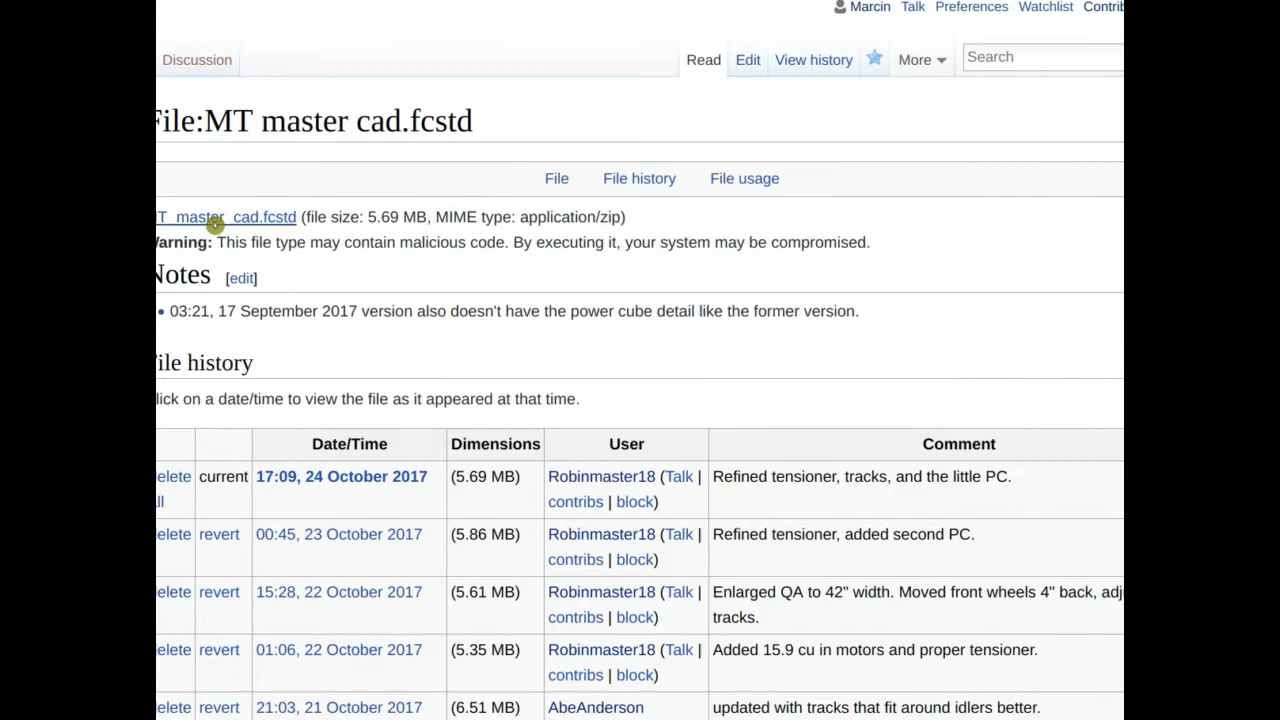 Marcin Talk Preferences Watchlist Contrib
Discussion Read Edit View history More Search
File:MT master cad.fcstd
File File history File usage
T_master_cad.fcstd (file size: 5.69 MB, MIME type: application/zip)
Warning: This file type may contain malicious code. By executing it, your system may be compromised.
Notes [edit]
• 03:21, 17 September 2017 version also doesn't have the power cube detail like the former version.
ile history
lick on a date/time to view the file as it appeared at that time.
Date/Time Dimensions User Comment
elete current 17:09, 24 October 2017 (5.69 MB) Robinmaster18 (Talk | Refined tensioner, tracks, and the little PC.
ll contribs | block)
elete revert 00:45, 23 October 2017 (5.86 MB) Robinmaster18 (Talk | Refined tensioner, added second PC.
contribs | block)
elete revert 15:28, 22 October 2017 (5.61 MB) Robinmaster18 (Talk | Enlarged QA to 42" width. Moved front wheels 4" back, adj
contribs | block) tracks.
elete revert 01:06, 22 October 2017 (5.35 MB) Robinmaster18 (Talk | Added 15.9 cu in motors and proper tensioner.
contribs | block)
elete revert 21:03, 21 October 2017 (6.51 MB) AbeAnderson updated with tracks that fit around idlers better.